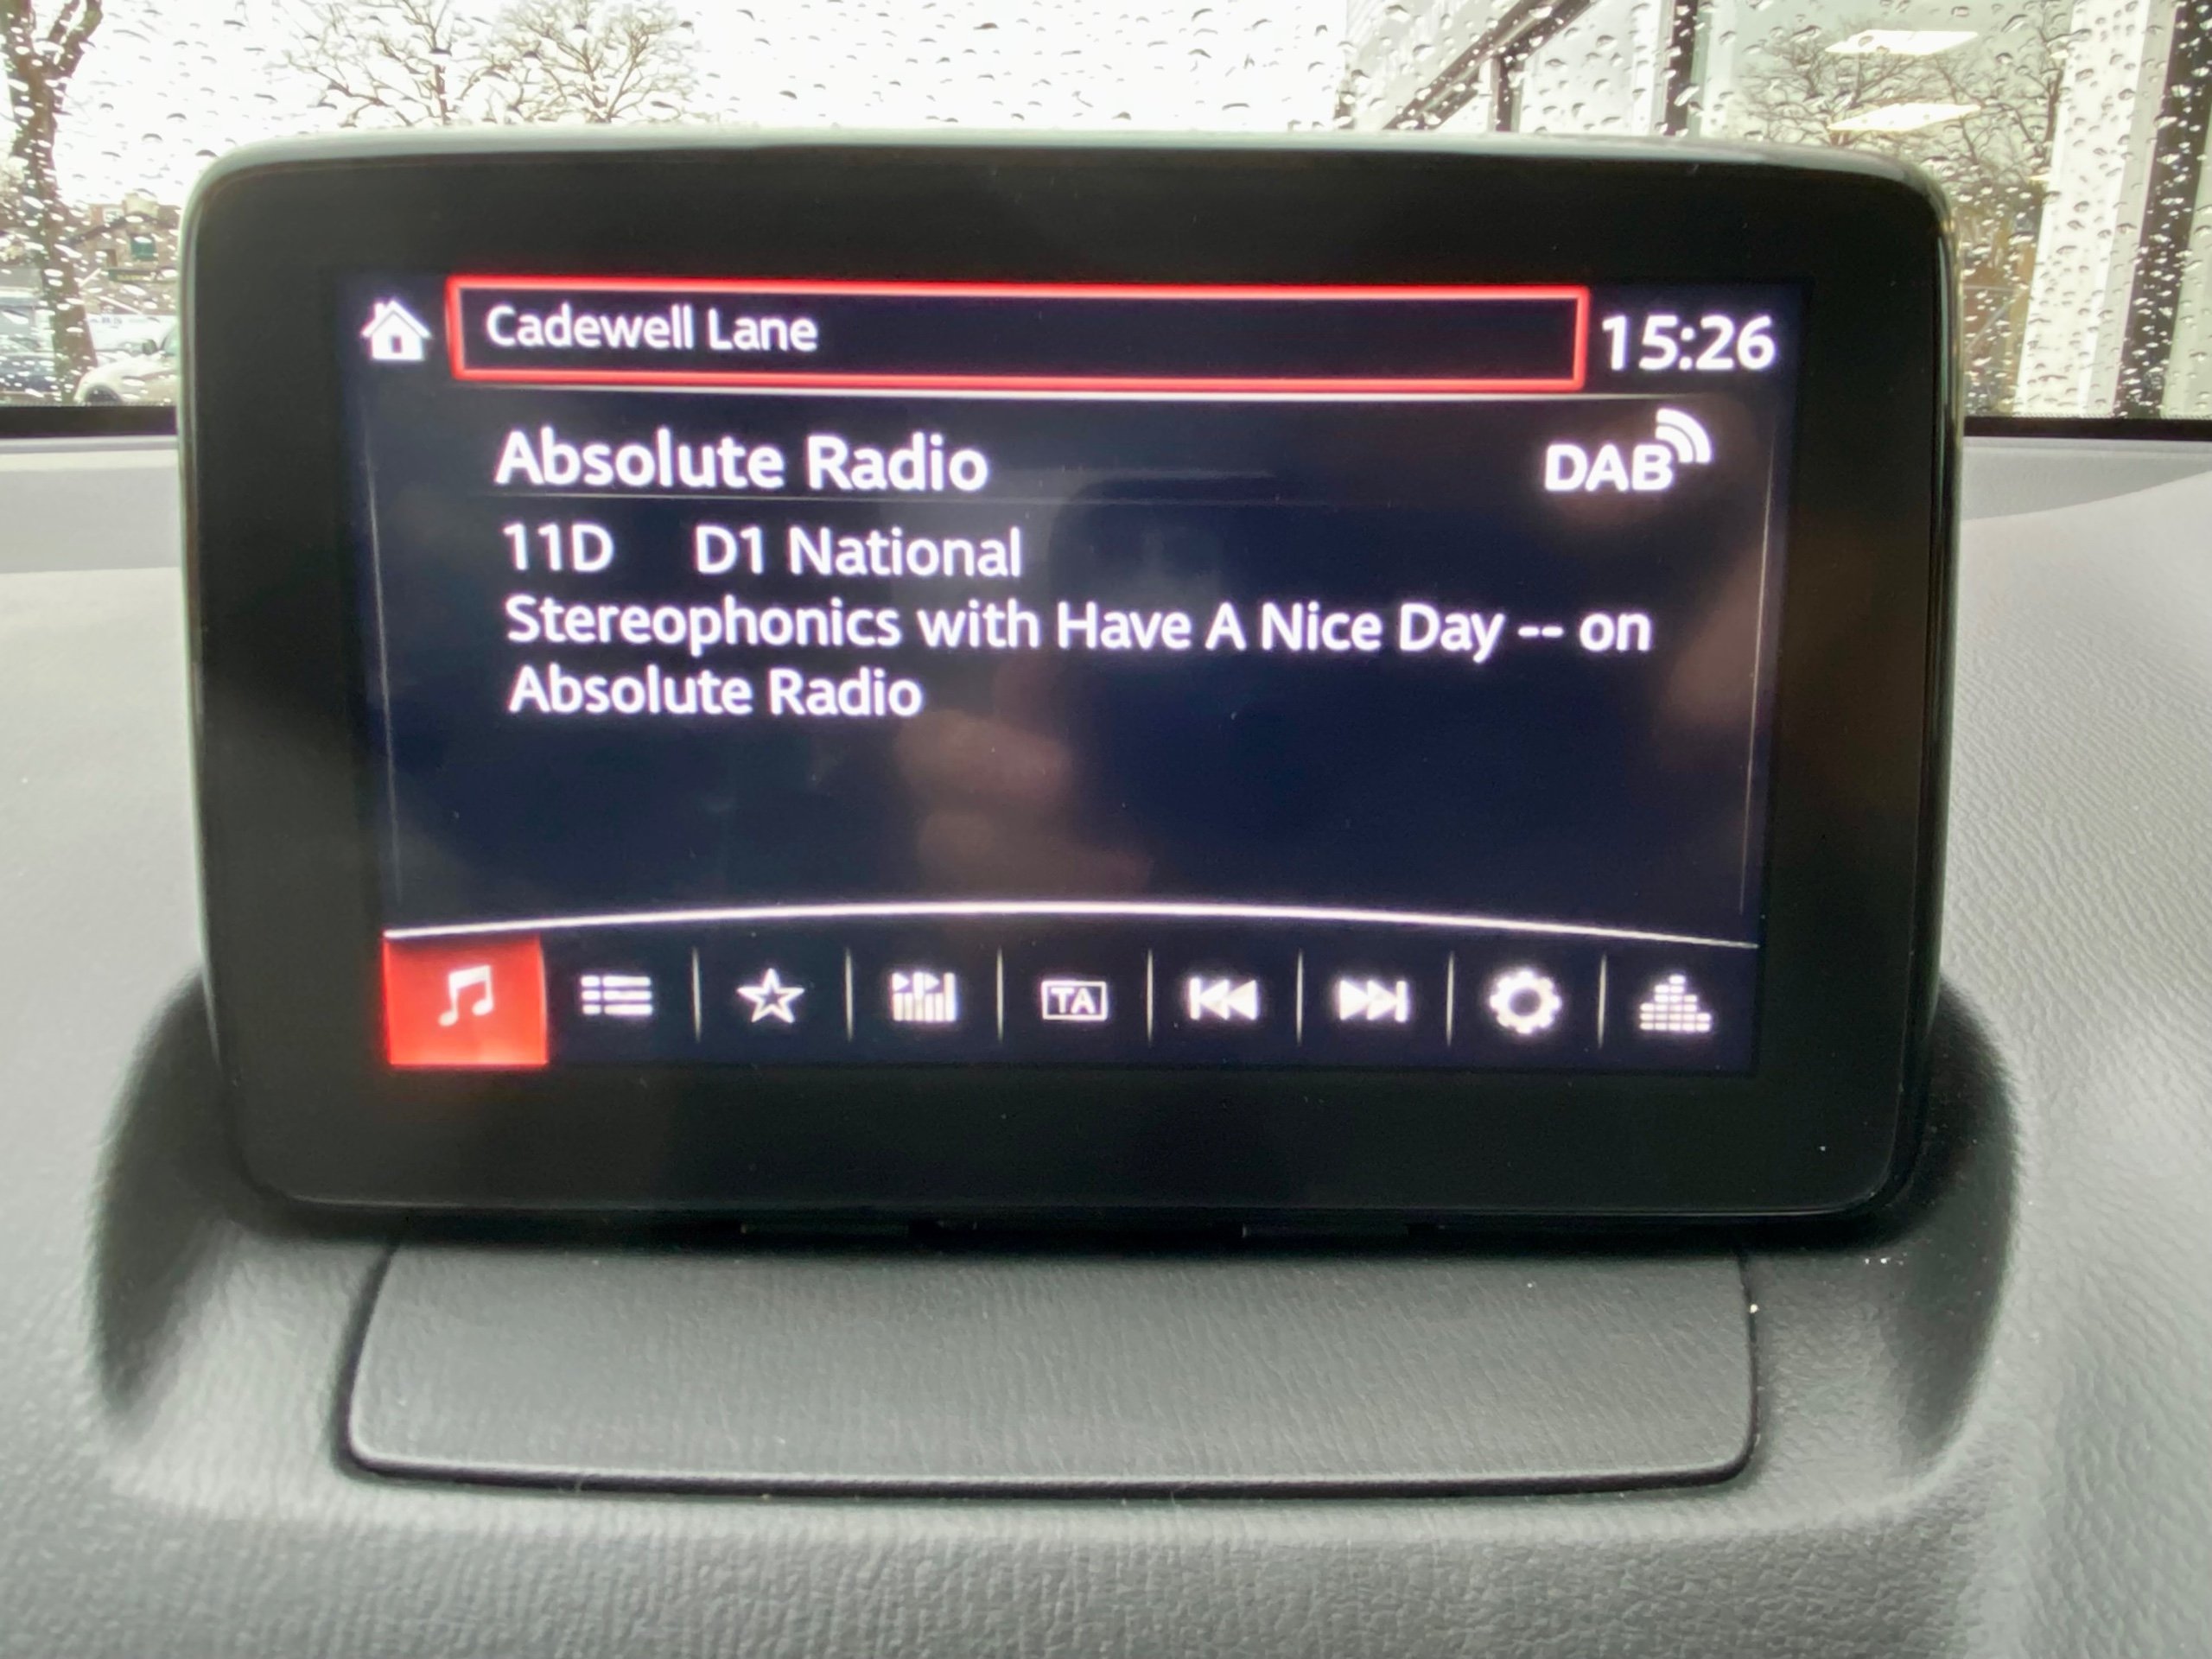 Cadewell Lane
15:26
Absolute Radio
DAB
11D D1 National
Stereophonics with Have A Nice Day -- on
Absolute Radio
TA